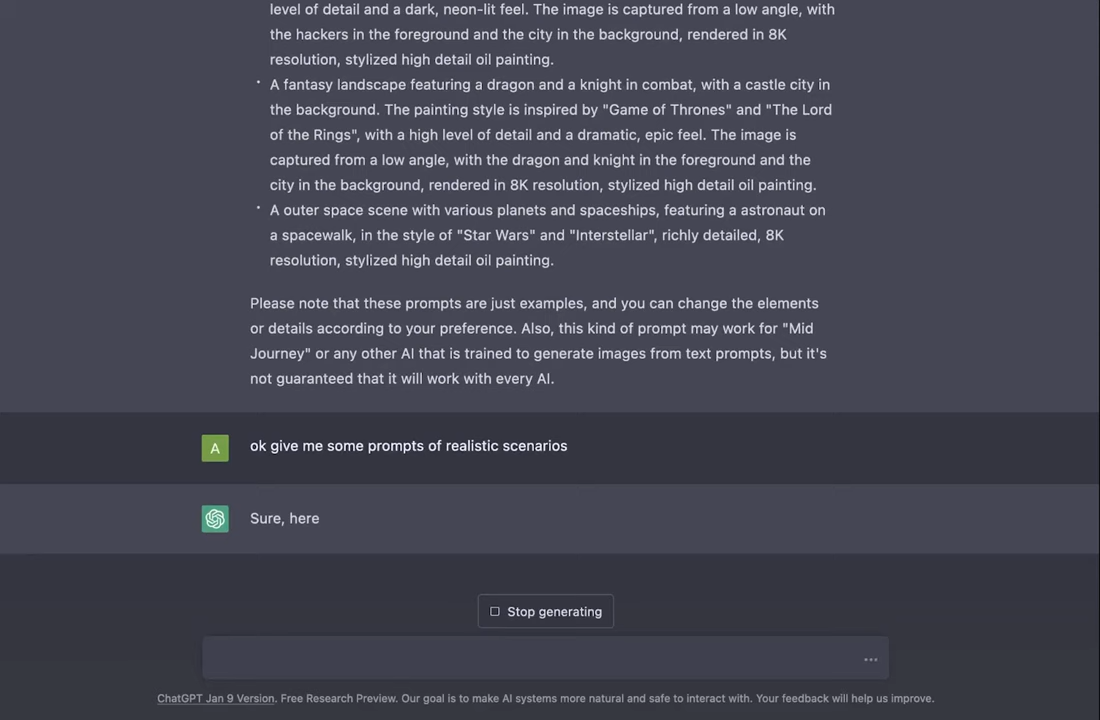 level of detail and a dark, neon-lit feel. The image is captured from a low angle, with
the hackers in the foreground and the city in the background, rendered in 8K
resolution, stylized high detail oil painting.
• A fantasy landscape featuring a dragon and a knight in combat, with a castle city in
the background. The painting style is inspired by "Game of Thrones" and "The Lord
of the Rings", with a high level of detail and a dramatic, epic feel. The image is
captured from a low angle, with the dragon and knight in the foreground and the
city in the background, rendered in 8K resolution, stylized high detail oil painting.
• A outer space scene with various planets and spaceships, featuring a astronaut on
a spacewalk, in the style of "Star Wars" and "Interstellar", richly detailed, 8K
resolution, stylized high detail oil painting.
Please note that these prompts are just examples, and you can change the elements
or details according to your preference. Also, this kind of prompt may work for "Mid
Journey" or any other AI that is trained to generate images from text prompts, but it's
not guaranteed that it will work with every AI.
A ok give me some prompts of realistic scenarios
Sure, here
Stop generating
ChatGPT Jan 9 Version. Free Research Preview. Our goal is to make AI systems more natural and safe to interact with. Your feedback will help us improve.